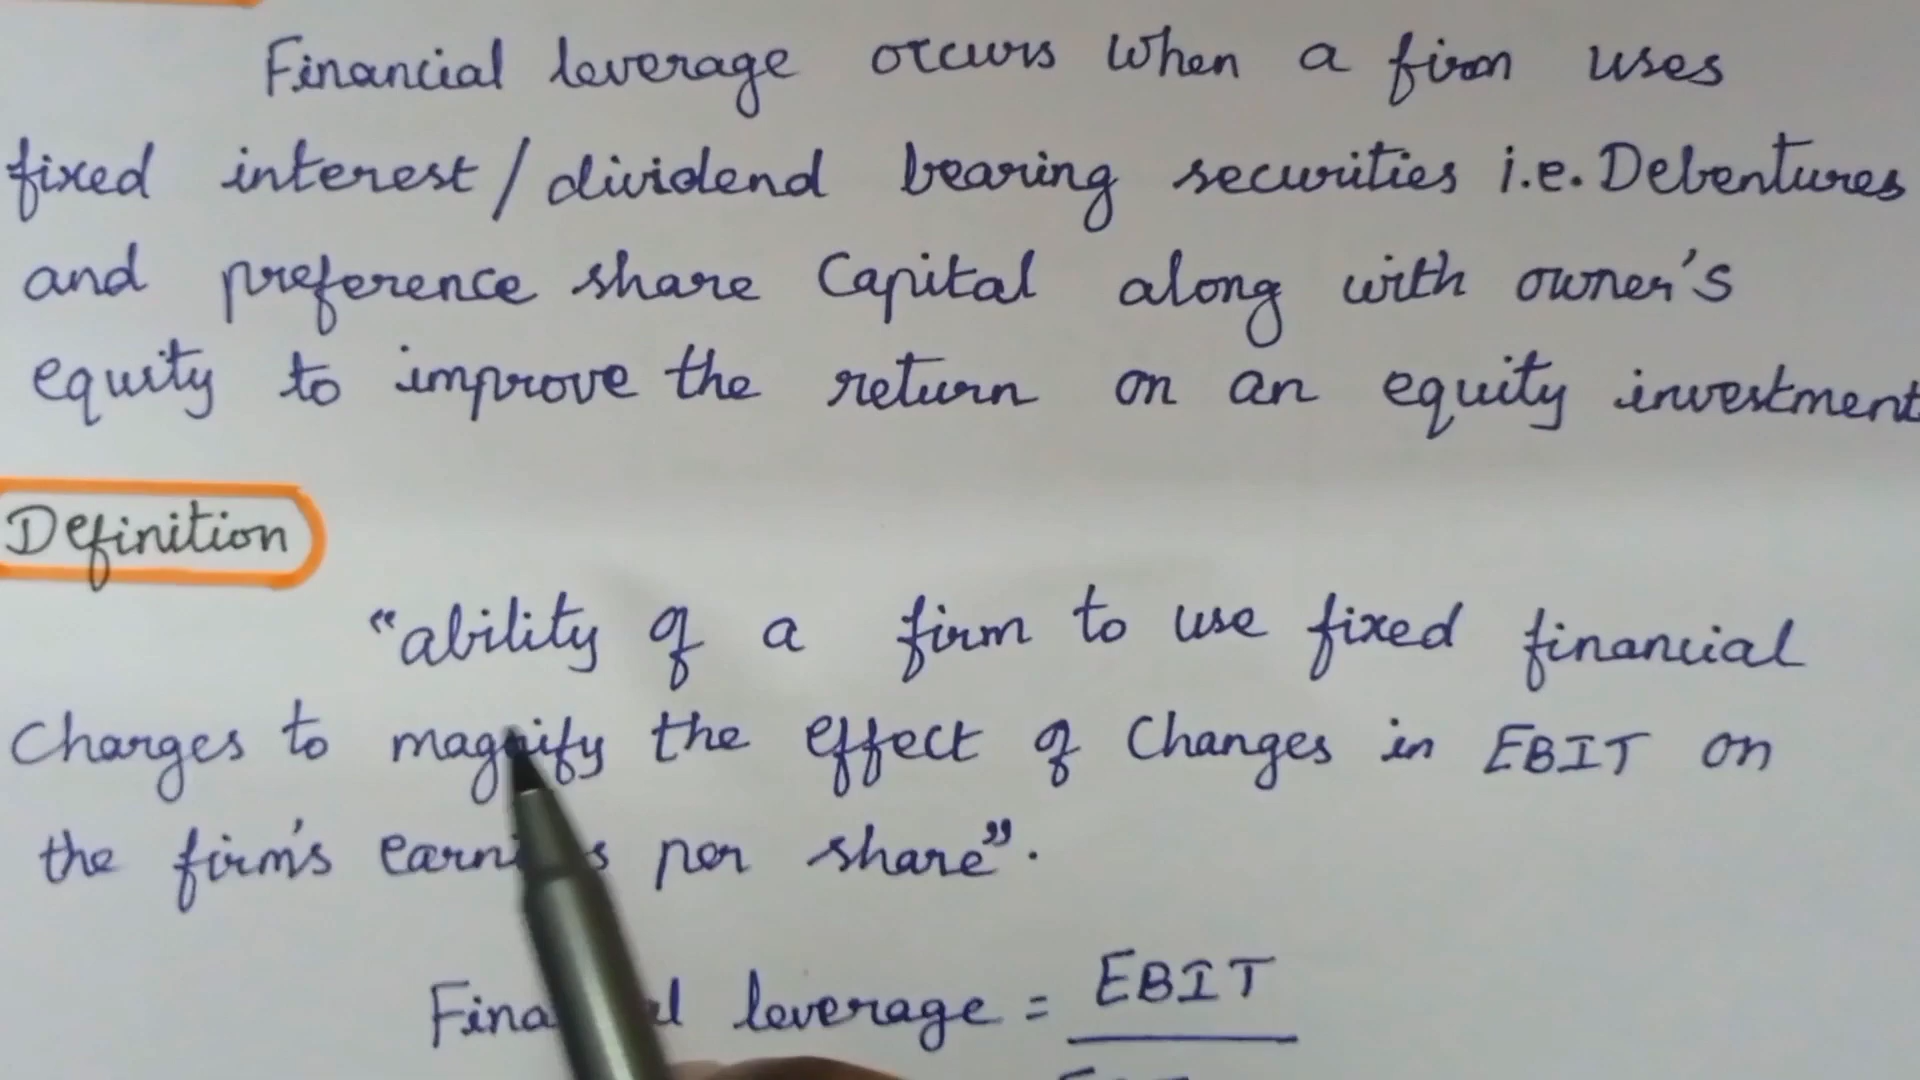 Financial leverage occurs when a firm uses
fixed interest / dividend bearing securities i.e. Debentures
and preference share Capital along with owner's
equity to improve the return on an equity investment
Definition
"ability of a firm to use fixed financial
Charges to magnify the effect of Changes in EBIT on
the firm's per share".
leverage = EBIT